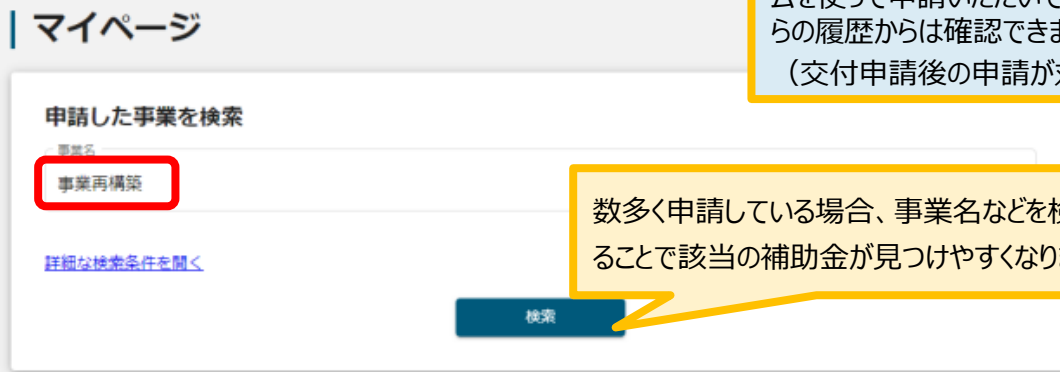 マイページ
らの履歴からは確認できま
（交付申請後の申請が
申請した事業を検索
事業名
事業再構築
数多く申請している場合、事業名などを検
ることで該当の補助金が見つけやすくなり
詳細な検索条件を開く
検索